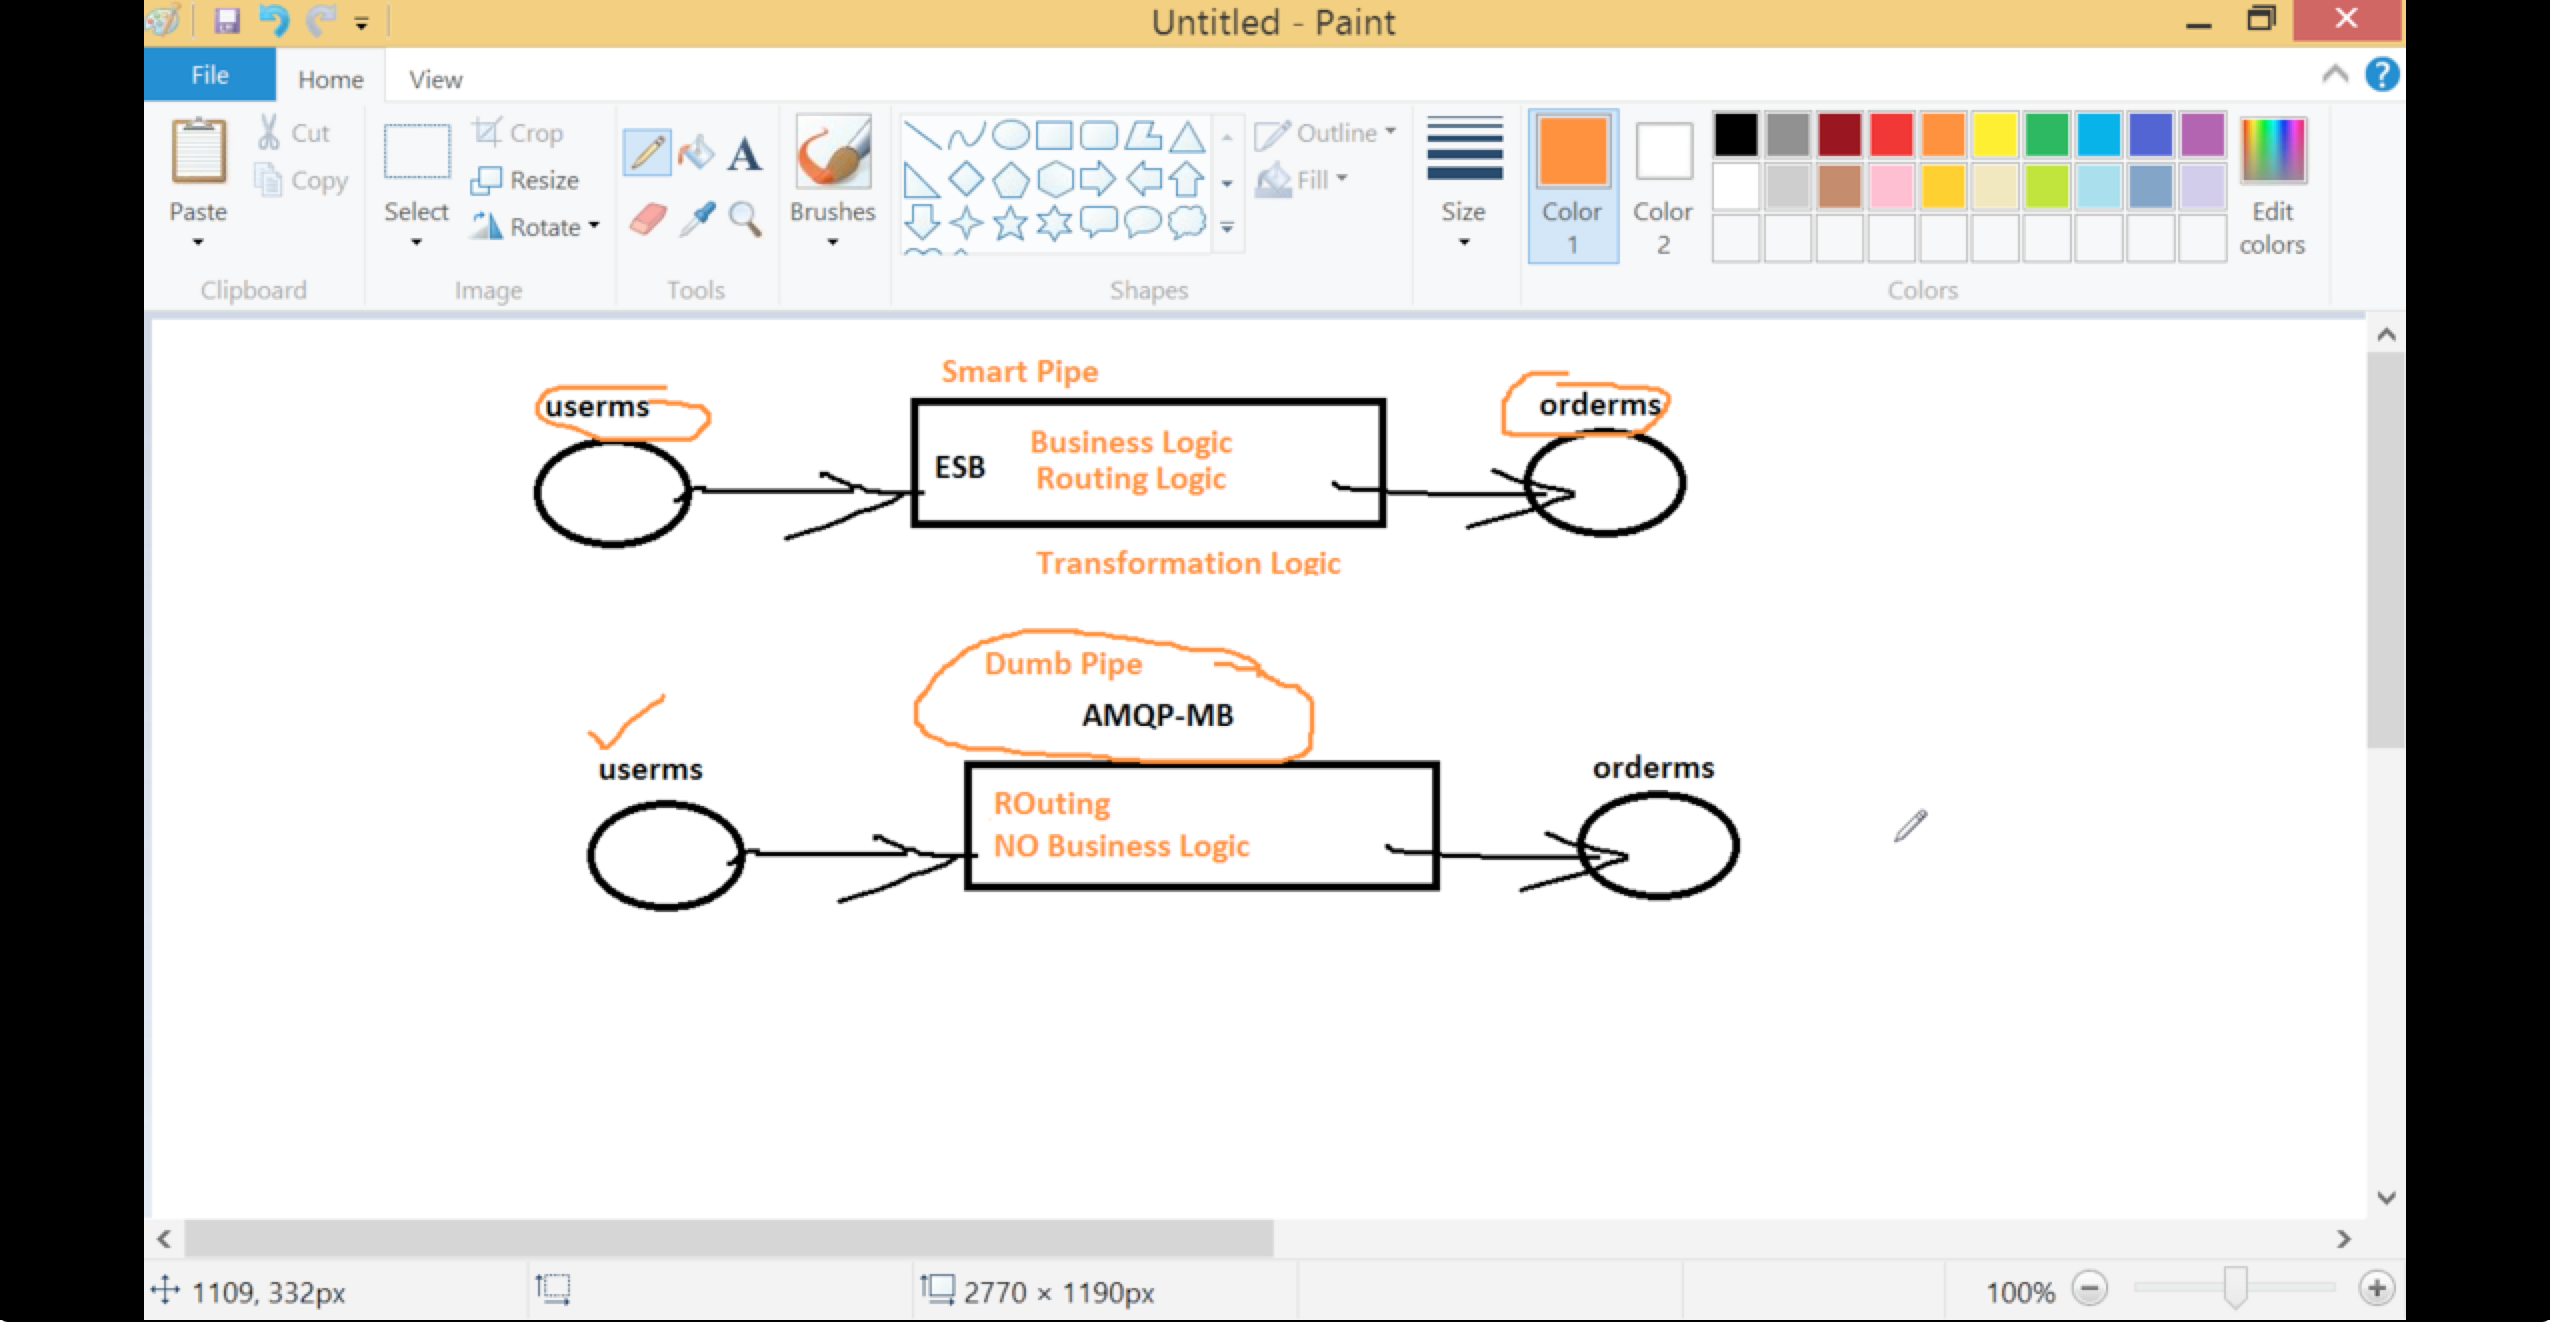 Untitled - Paint
File Home View
Paste
Cut
Copy
Clipboard
Select
Crop
Resize
Rotate
Image
A
Tools
Brushes
Shapes
Outline
Fill
Size
Color 1
Color 2
Edit colors
Colors
Smart Pipe
userms
orderms
ESB
Business Logic
Routing Logic
Transformation Logic
Dumb Pipe
AMQP-MB
userms
orderms
ROuting
NO Business Logic
1109, 332px
2770 × 1190px
100%